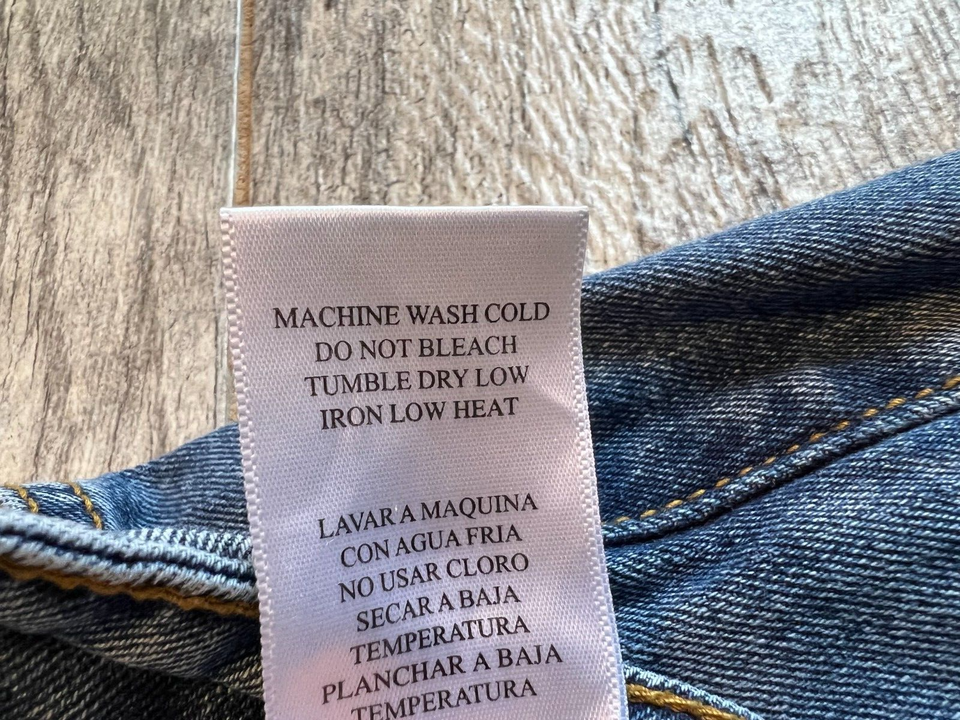 MACHINE WASH COLD
DO NOT BLEACH
TUMBLE DRY LOW
IRON LOW HEAT
LAVAR A MAQUINA
CON AGUA FRIA
NO USAR CLORO
SECAR A BAJA
TEMPERATURA
PLANCHAR A BAJA
TEMPERATURA